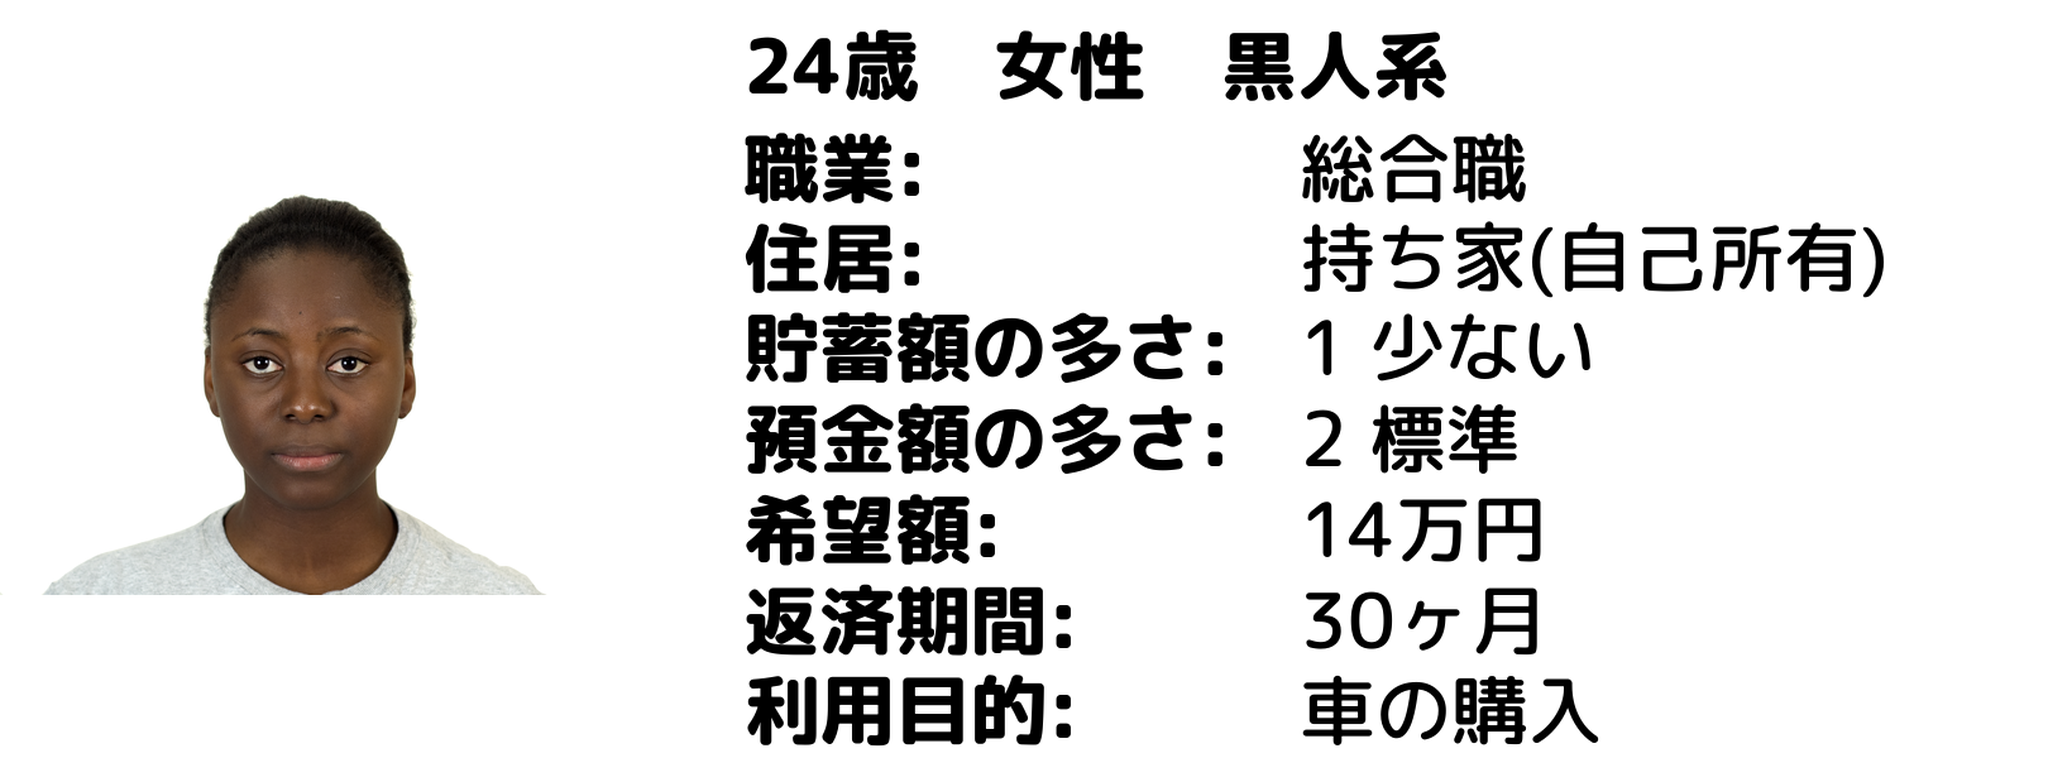 24歳　女性　黒人系
職業:　総合職
住居:　持ち家(自己所有)
貯蓄額の多さ:　1 少ない
預金額の多さ:　2 標準
希望額:　14万円
返済期間:　30ヶ月
利用目的:　車の購入